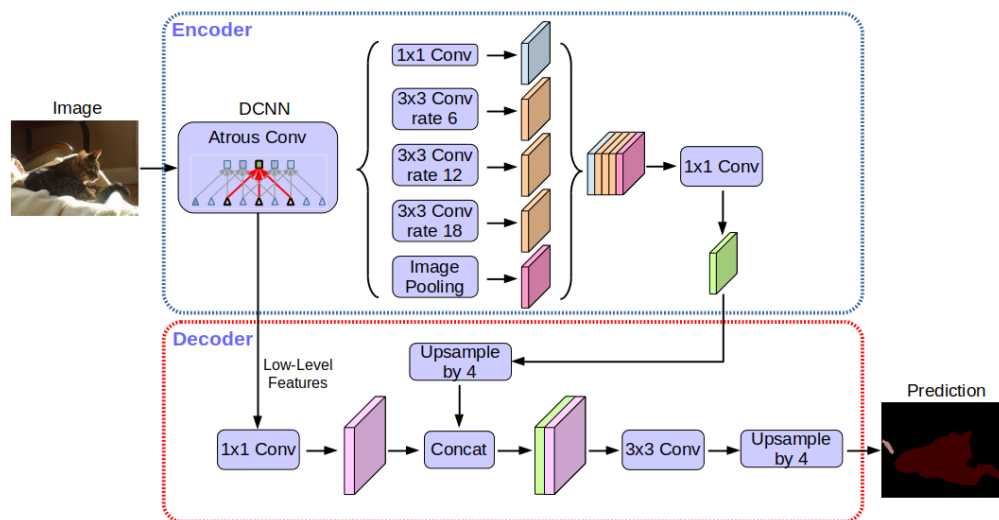 Encoder
Image
DCNN
Atrous Conv
1x1 Conv
3x3 Conv
rate 6
3x3 Conv
rate 12
3x3 Conv
rate 18
Image
Pooling
1x1 Conv
Decoder
Low-Level
Features
Upsample
by 4
1x1 Conv
Concat
3x3 Conv
Upsample
by 4
Prediction